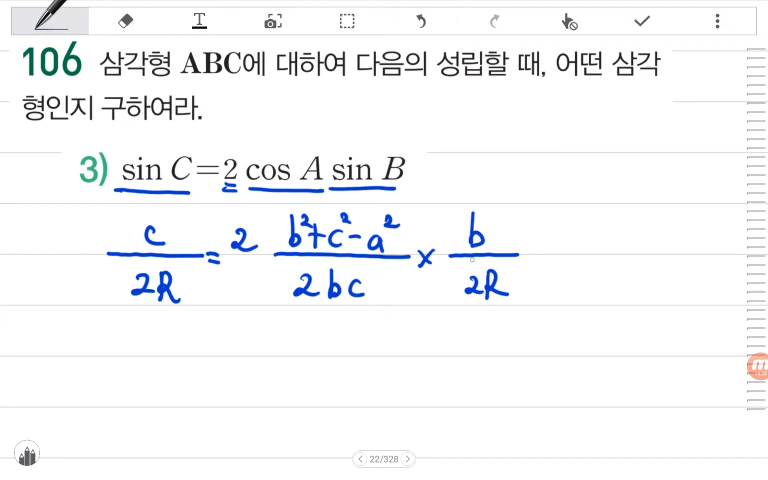 106 삼각형 ABC에 대하여 다음의 성립할 때, 어떤 삼각
형인지 구하여라.
3) sin C=2 cos A sin B
c/2R = 2 (b²+c²-a²)/2bc × b/2R
22/328